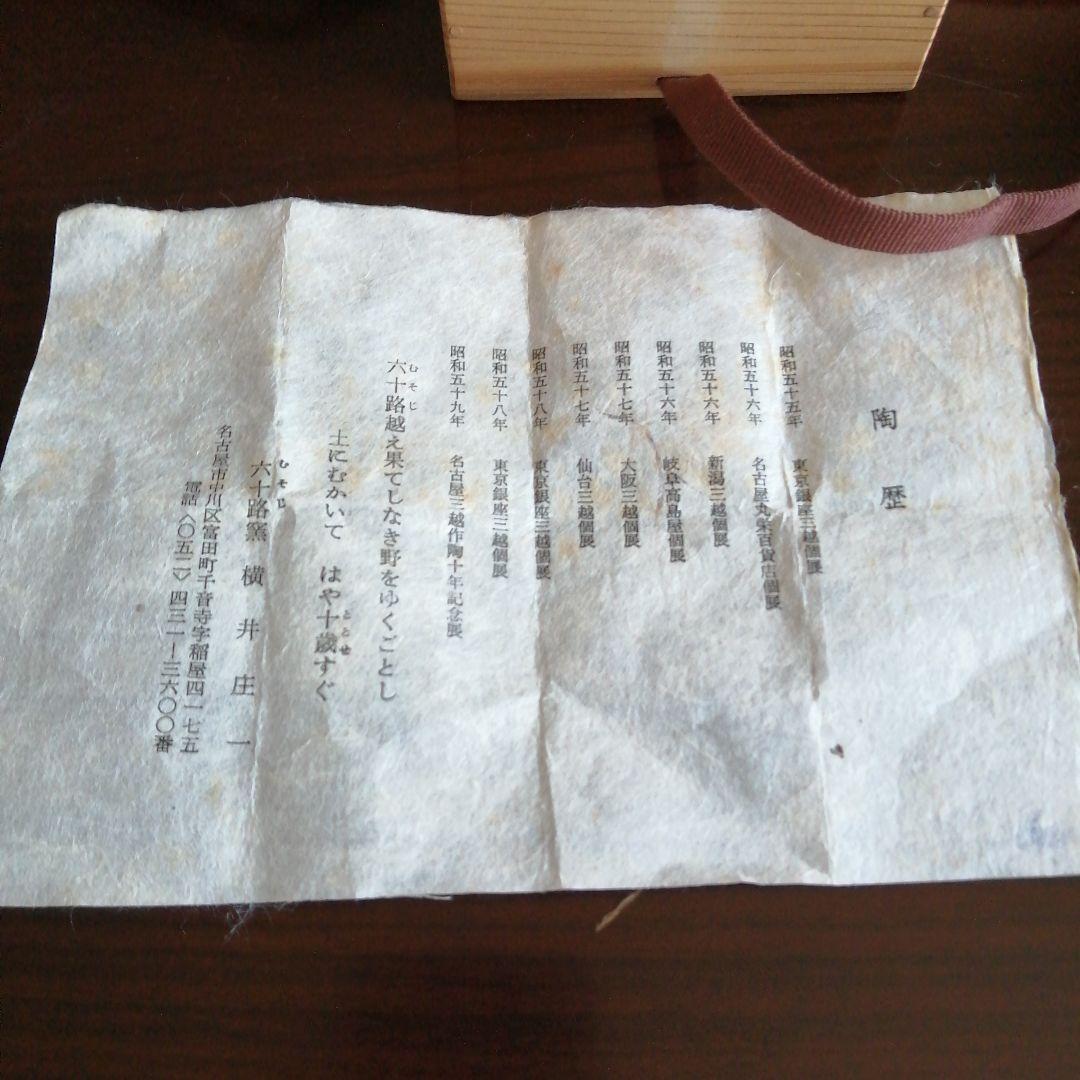 陶歴
昭和五十五年 東京銀座三越個展
昭和五十六年 名古屋丸栄百貨店個展
昭和五十六年 新潟三越個展
昭和五十六年 岐阜高島屋個展
昭和五十七年 大阪三越個展
昭和五十七年 仙台三越個展
昭和五十八年 東京銀座三越個展
昭和五十八年 東京銀座三越個展
昭和五十九年 名古屋三越作陶十年記念展
むそじ
六十路越え果てしなき野をゆくごとし
土にむかいて はや十歳すぐ
ととせ
むそじ
六十路窯 横井庄一
名古屋市中川区富田町千音寺字稲屋四一七五
電話〈〇五二〉四三一ー三六〇〇番